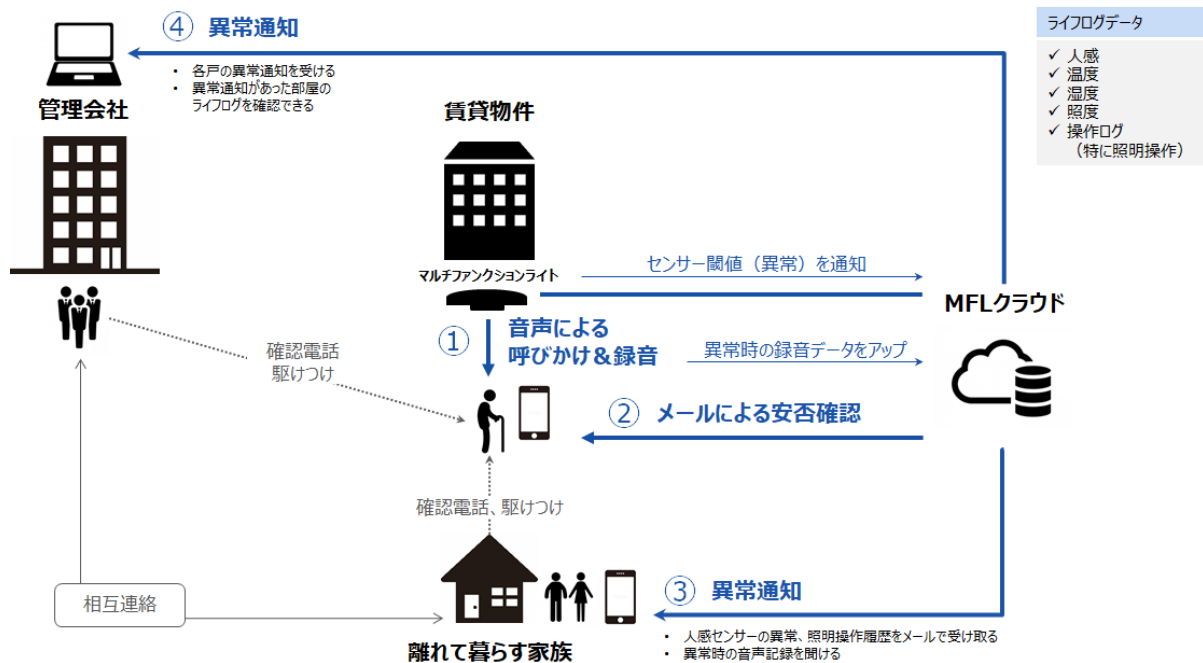 ④ 異常通知
• 各戸の異常通知を受ける
• 異常通知があった部屋の
ライフログを確認できる
管理会社
賃貸物件
ライフログデータ
✓ 人感
✓ 温度
✓ 湿度
✓ 照度
✓ 操作ログ
（特に照明操作）
マルチファンクションライト
センサー閾値（異常）を通知
MFLクラウド
① 音声による
呼びかけ＆録音
異常時の録音データをアップ
確認電話
駆けつけ
② メールによる安否確認
確認電話、駆けつけ
相互連絡
③ 異常通知
• 人感センサーの異常、照明操作履歴をメールで受け取る
• 異常時の音声記録を聞ける
離れて暮らす家族